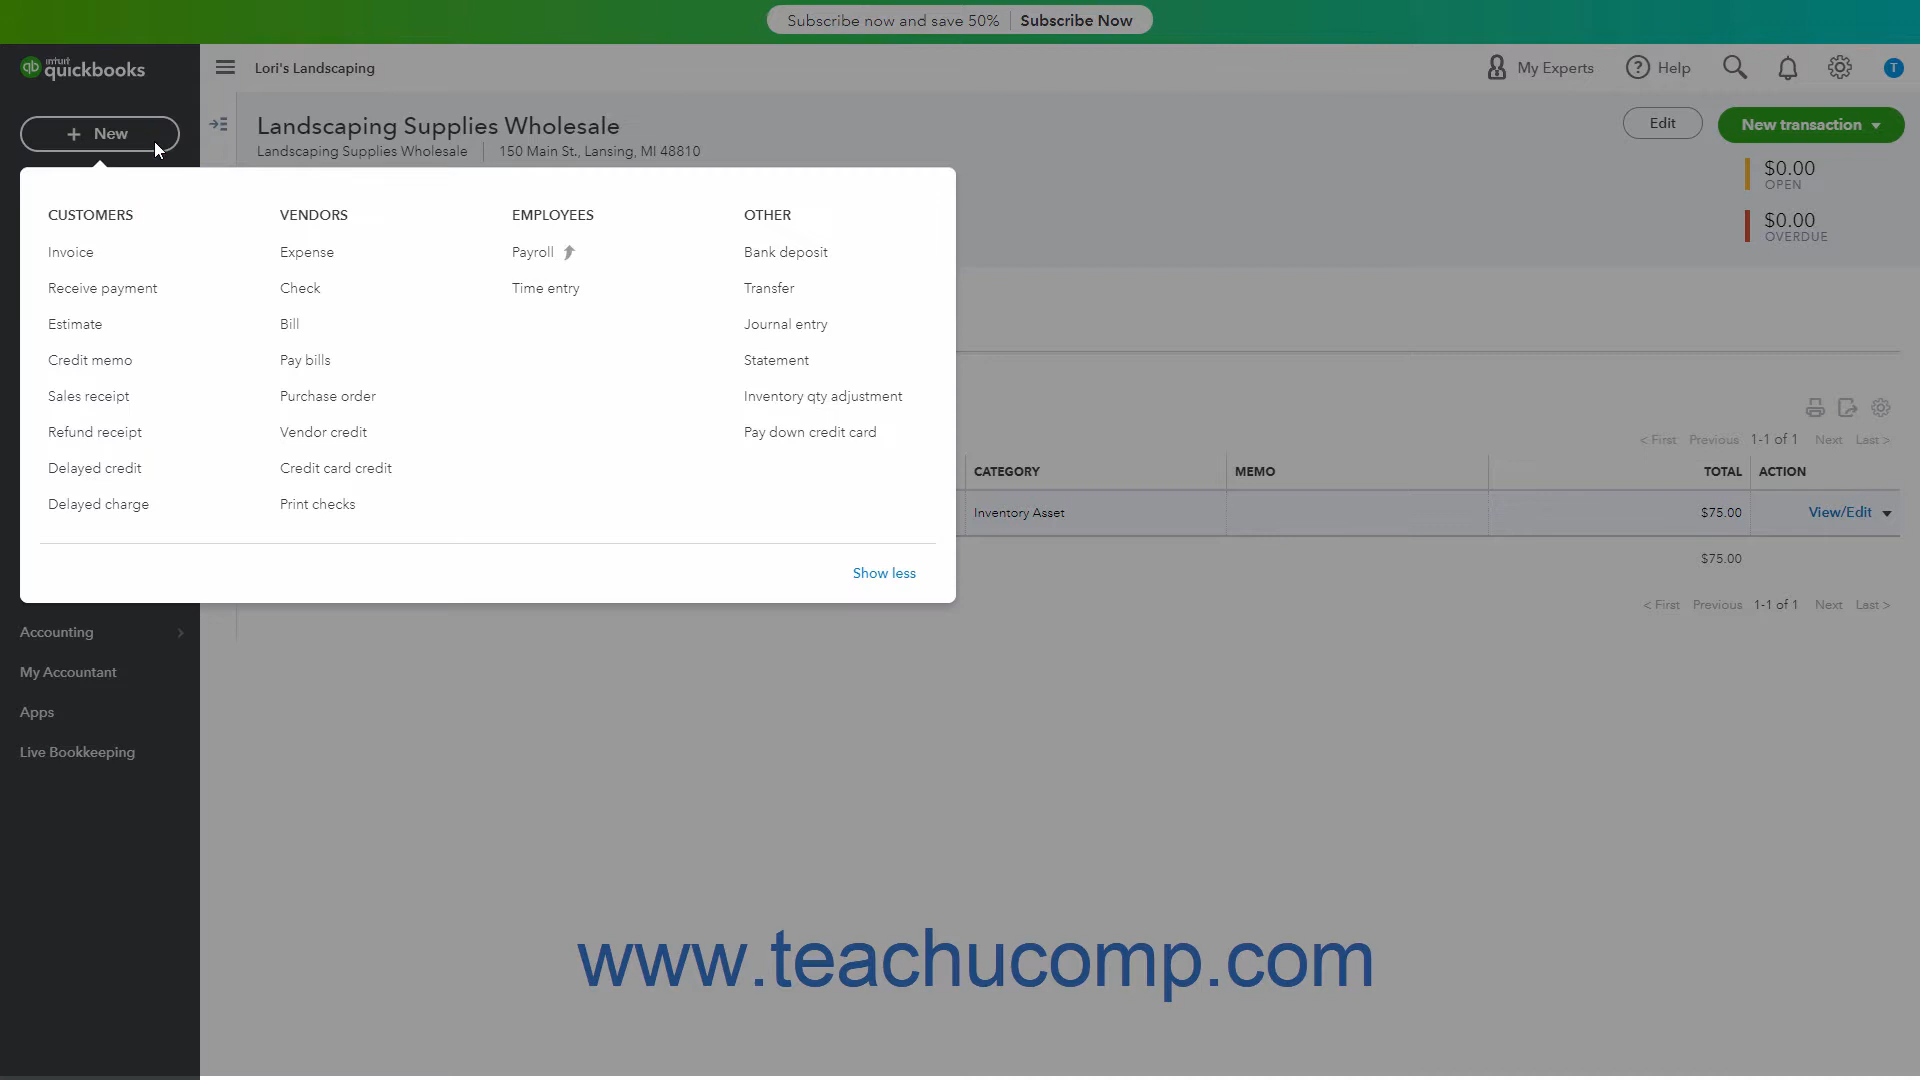 Subscribe now and save 50% Subscribe Now
intuit quickbooks
Lori's Landscaping
My Experts
Help
T
+ New
Landscaping Supplies Wholesale
Edit
New transaction
Landscaping Supplies Wholesale 150 Main St., Lansing, MI 48810
$0.00
OPEN
$0.00
OVERDUE
CUSTOMERS
Invoice
Receive payment
Estimate
Credit memo
Sales receipt
Refund receipt
Delayed credit
Delayed charge
VENDORS
Expense
Check
Bill
Pay bills
Purchase order
Vendor credit
Credit card credit
Print checks
EMPLOYEES
Payroll
Time entry
OTHER
Bank deposit
Transfer
Journal entry
Statement
Inventory qty adjustment
Pay down credit card
Show less
< First Previous 1-1 of 1 Next Last >
CATEGORY MEMO TOTAL ACTION
Inventory Asset $75.00 View/Edit
$75.00
< First Previous 1-1 of 1 Next Last >
Accounting
My Accountant
Apps
Live Bookkeeping
www.teachucomp.com